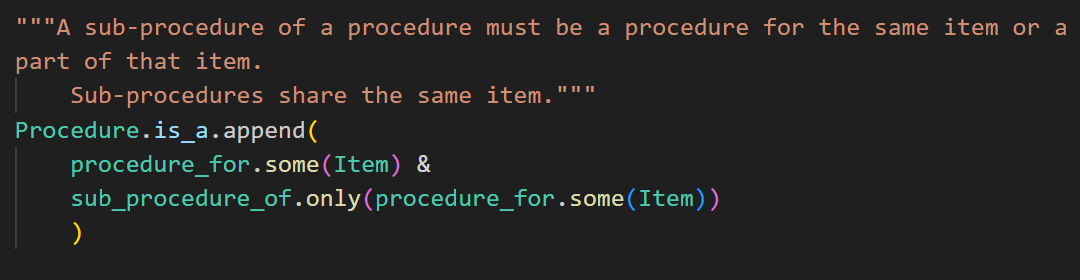 """A sub-procedure of a procedure must be a procedure for the same item or a
part of that item.
    Sub-procedures share the same item."""
Procedure.is_a.append(
    procedure_for.some(Item) &
    sub_procedure_of.only(procedure_for.some(Item))
    )